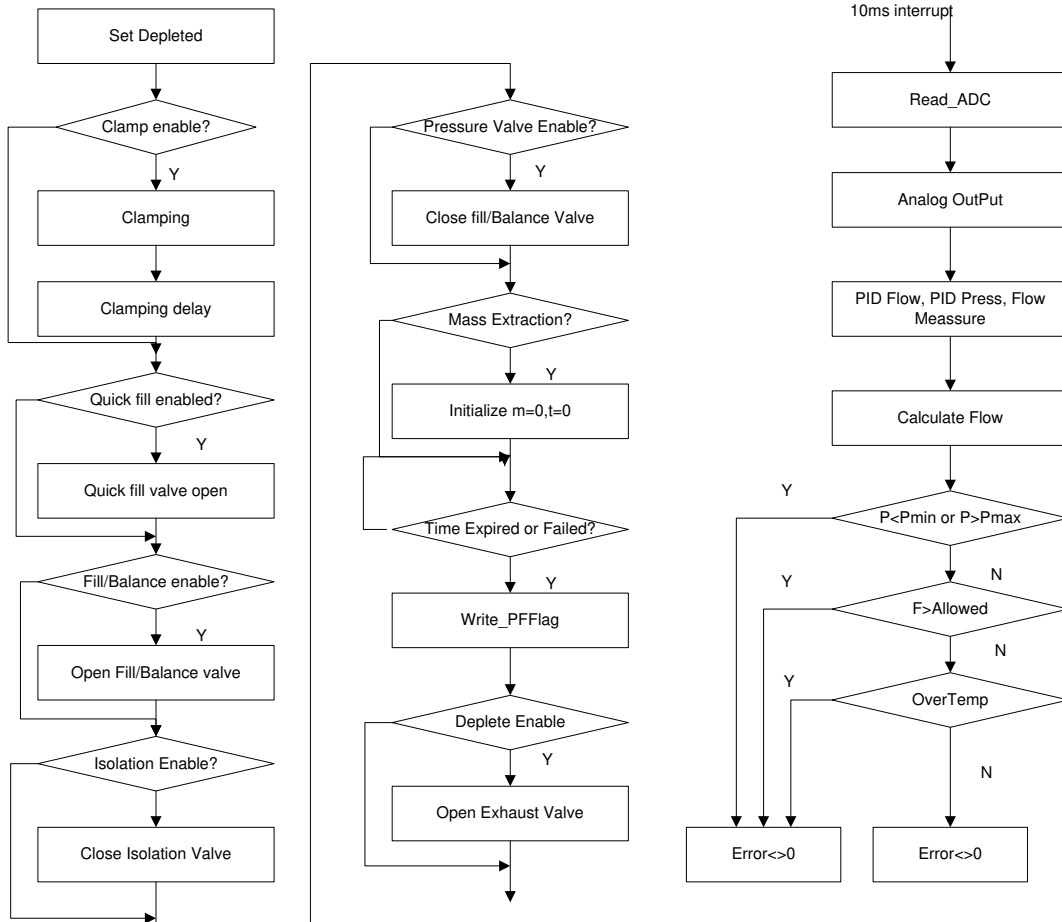 Set Depleted
Clamp enable?
Y
Clamping
Clamping delay
Quick fill enabled?
Y
Quick fill valve open
Fill/Balance enable?
Y
Open Fill/Balance valve
Isolation Enable?
Close Isolation Valve
Pressure Valve Enable?
Y
Close fill/Balance Valve
Mass Extraction?
Y
Initialize m=0,t=0
Time Expired or Failed?
Y
Write_PFFlag
Deplete Enable
Y
Open Exhaust Valve
10ms interrupt
Read_ADC
Analog OutPut
PID Flow, PID Press, Flow
Meassure
Calculate Flow
Y
P<Pmin or P>Pmax
N
Y
F>Allowed
N
Y
OverTemp
N
Error<>0
Error<>0